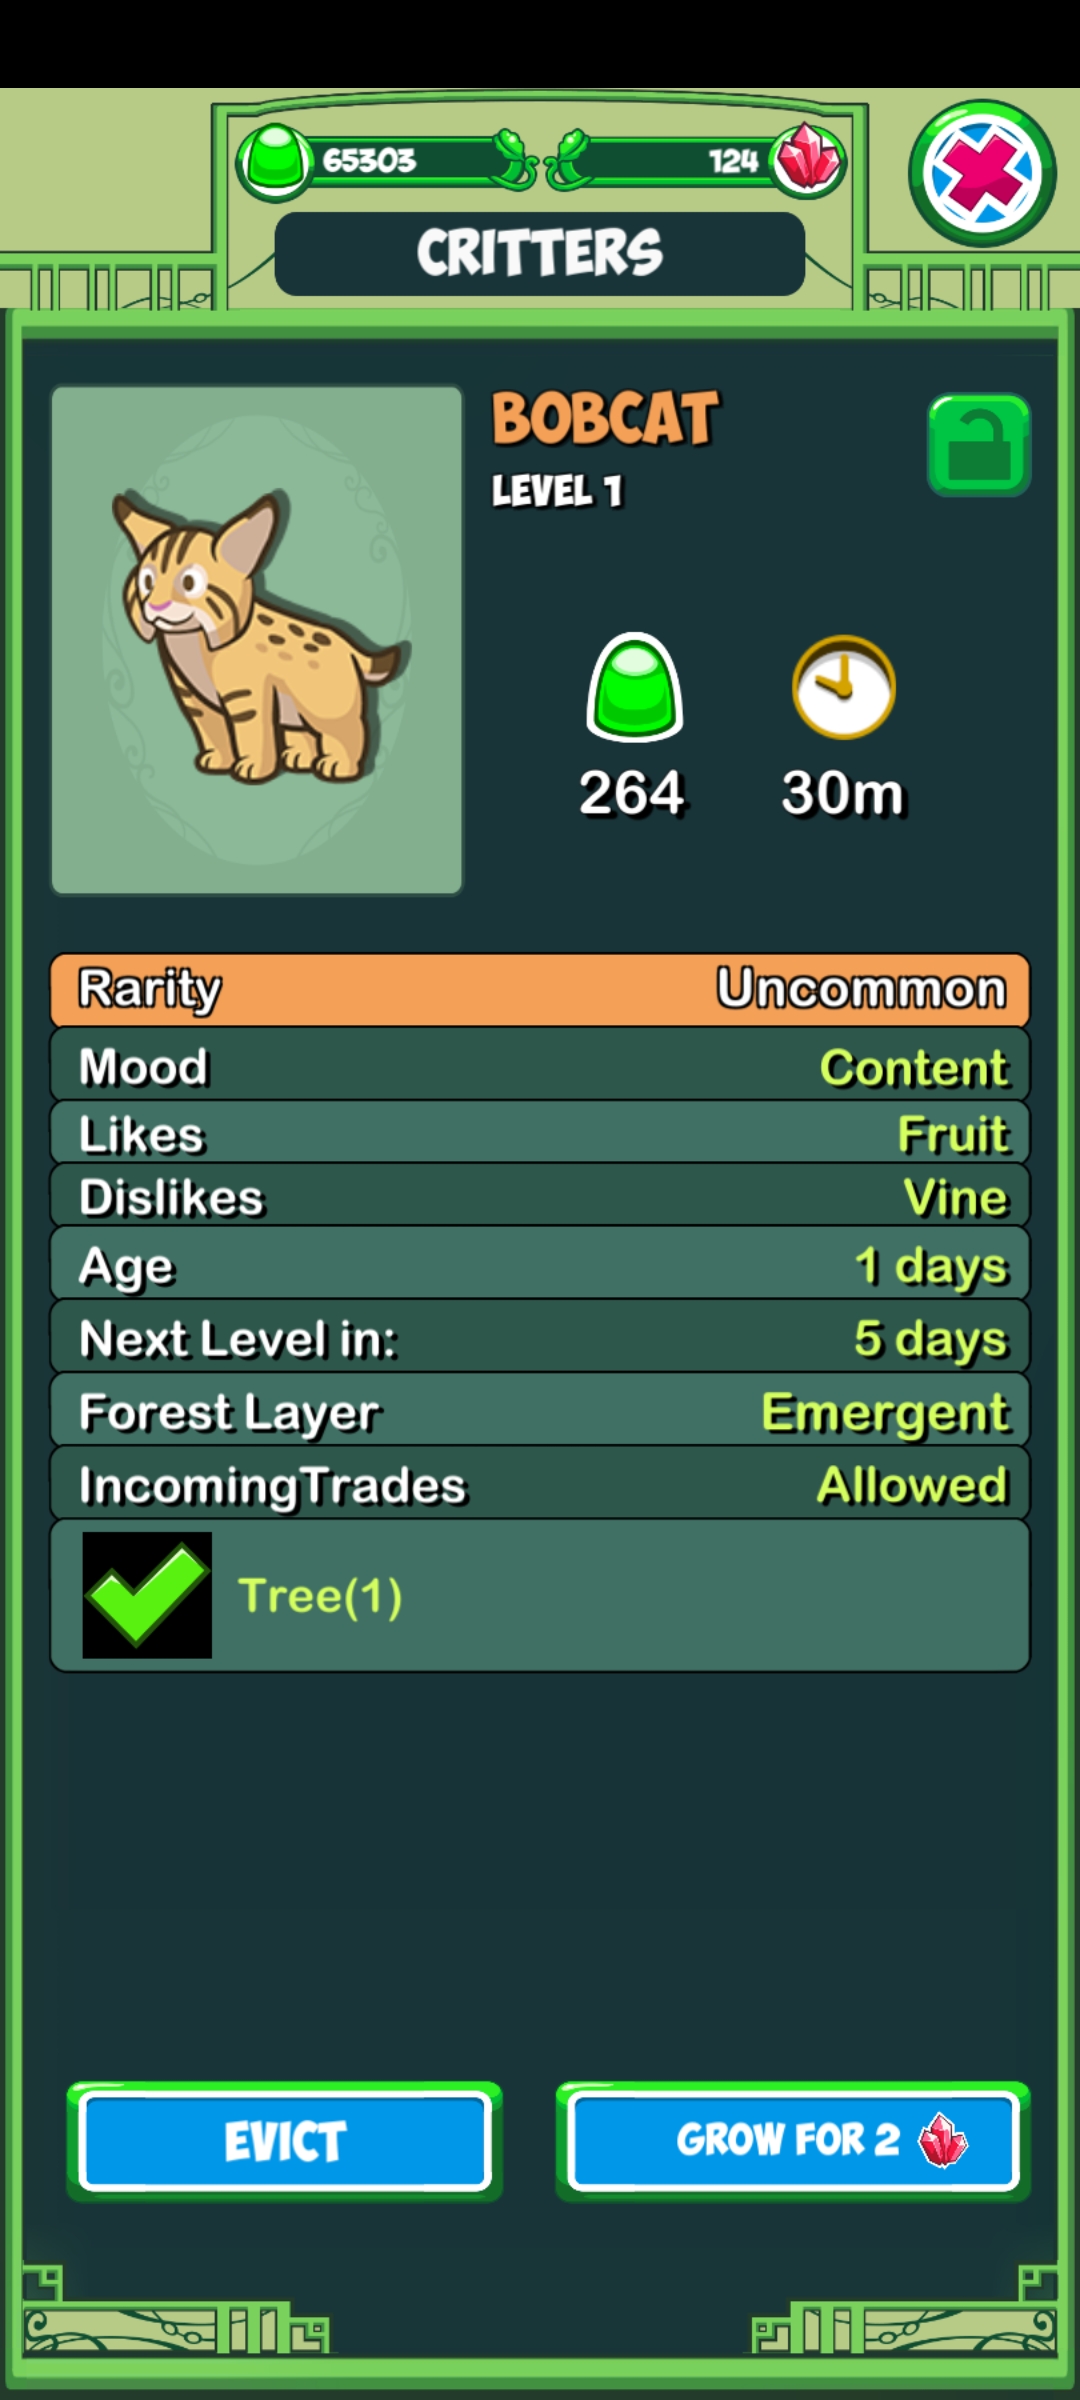 65303 124
CRITTERS
BOBCAT
LEVEL 1
264 30m
Rarity Uncommon
Mood Content
Likes Fruit
Dislikes Vine
Age 1 days
Next Level in: 5 days
Forest Layer Emergent
IncomingTrades Allowed
Tree(1)
EVICT GROW FOR 2